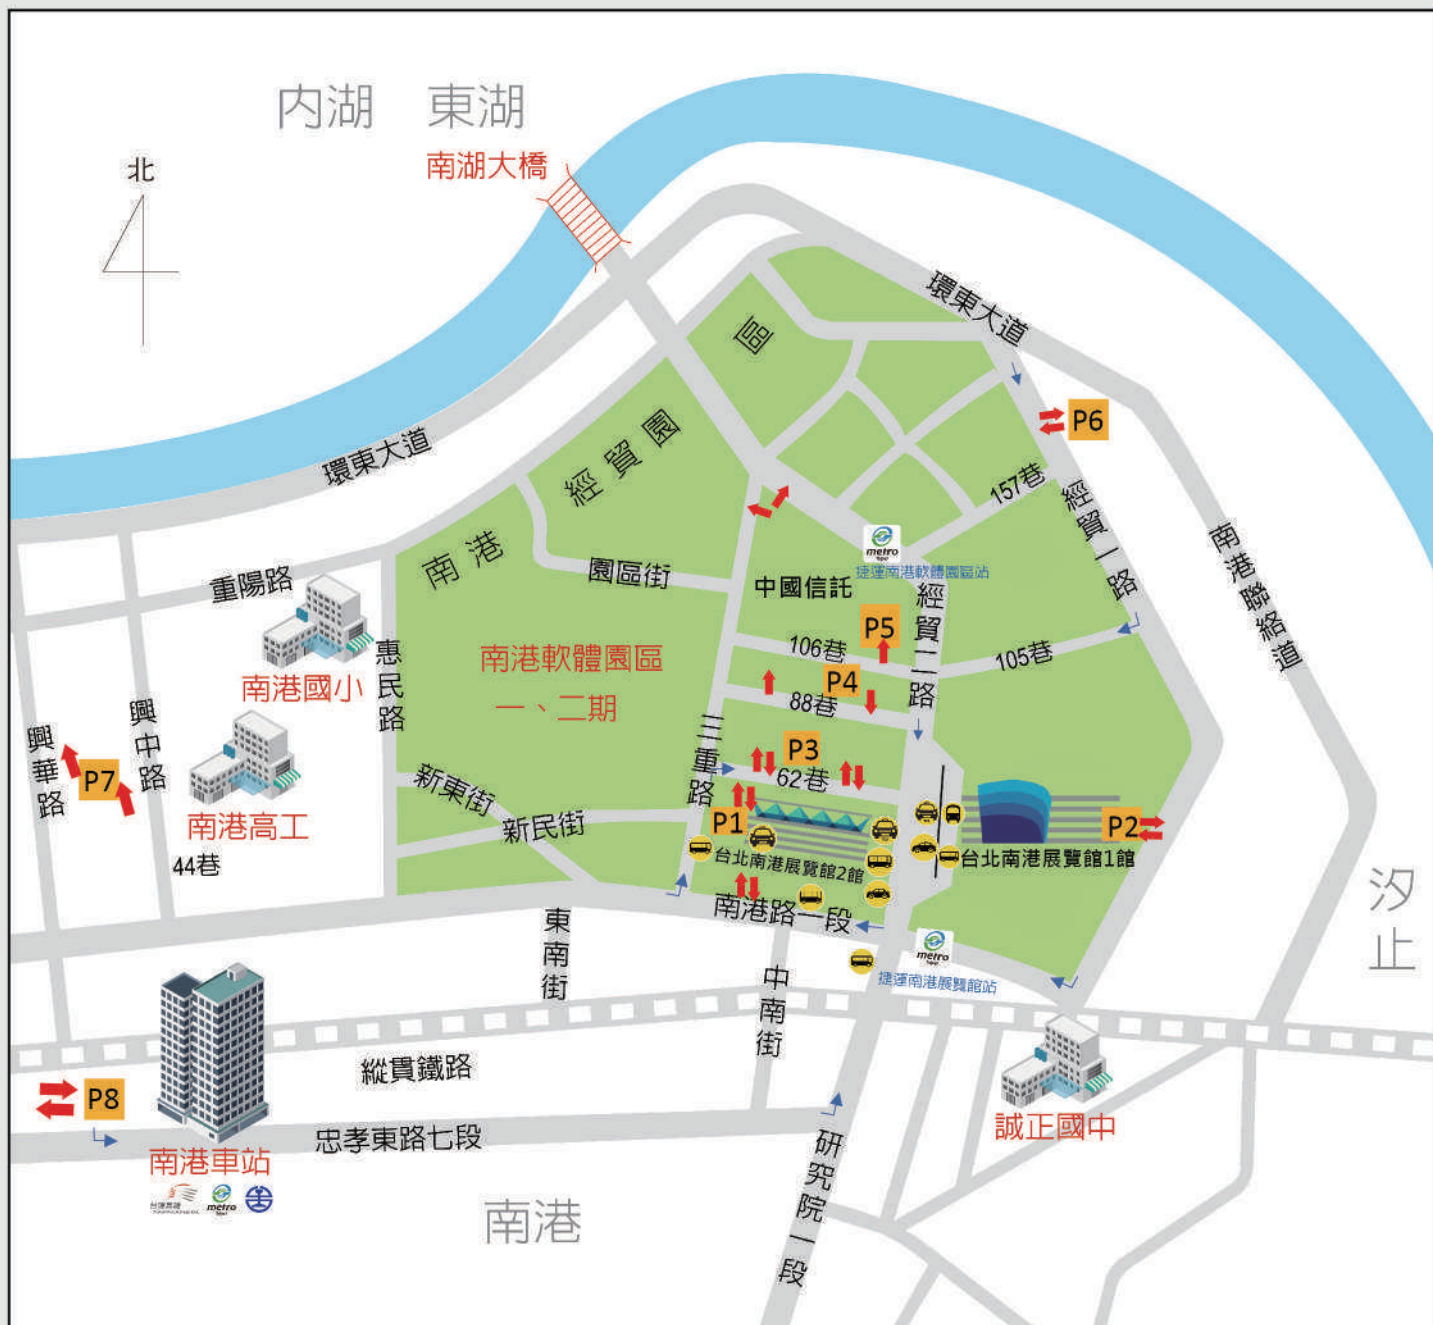 內湖 東湖
南湖大橋
北
環東大道
區
經貿園
南港
環東大道
P6
157巷
經貿一路
南港聯絡道
重陽路
園區街
metro
捷運南港軟體園區站
中國信託
經貿二路
P5
106巷
105巷
南港國小
惠民路
南港軟體園區
一、二期
P4
88巷
三重路
P3
62巷
興華路
P7
興中路
南港高工
44巷
新東街
新民街
P1
台北南港展覽館2館
P2
台北南港展覽館1館
汐止
南港路一段
東南街
中南街
metro
捷運南港展覽館站
縱貫鐵路
P8
忠孝東路七段
南港車站
台灣高鐵
metro
誠正國中
研究院一段
南港